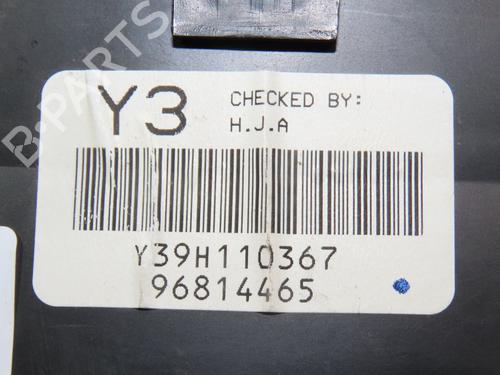 B-PARTS
Y3
CHECKED BY:
H.J.A
Y39H110367
96814465